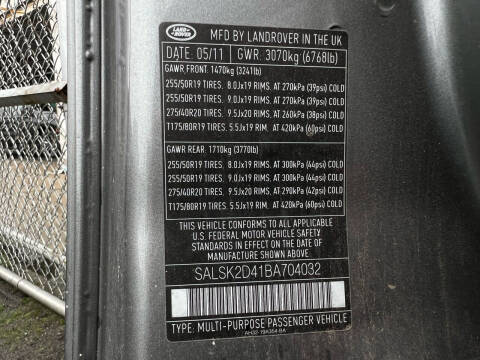 LAND ROVER
MFD BY LANDROVER IN THE UK
DATE: 05/11 GWR: 3070kg (6768lb)
GAWR FRONT: 1470kg (3241lb)
255/50R19 TIRES, 8.0Jx19 RIMS, AT 270kPa (39psi) COLD
255/50R19 TIRES, 9.0Jx19 RIMS, AT 270kPa (39psi) COLD
275/40R20 TIRES, 9.5Jx20 RIMS, AT 260kPa (38psi) COLD
T175/80R19 TIRES, 5.5Jx19 RIM, AT 420kPa (60psi) COLD
GAWR REAR: 1710kg (3770lb)
255/50R19 TIRES, 8.0Jx19 RIMS, AT 300kPa (44psi) COLD
255/50R19 TIRES, 9.0Jx19 RIMS, AT 300kPa (44psi) COLD
275/40R20 TIRES, 9.5Jx20 RIMS, AT 290kPa (42psi) COLD
T175/80R19 TIRES, 5.5Jx19 RIM, AT 420kPa (60psi) COLD
THIS VEHICLE CONFORMS TO ALL APPLICABLE
U.S. FEDERAL MOTOR VEHICLE SAFETY
STANDARDS IN EFFECT ON THE DATE OF
MANUFACTURE SHOWN ABOVE
SALSK2D41BA704032
TYPE: MULTI-PURPOSE PASSENGER VEHICLE
AH32-19A354-BA